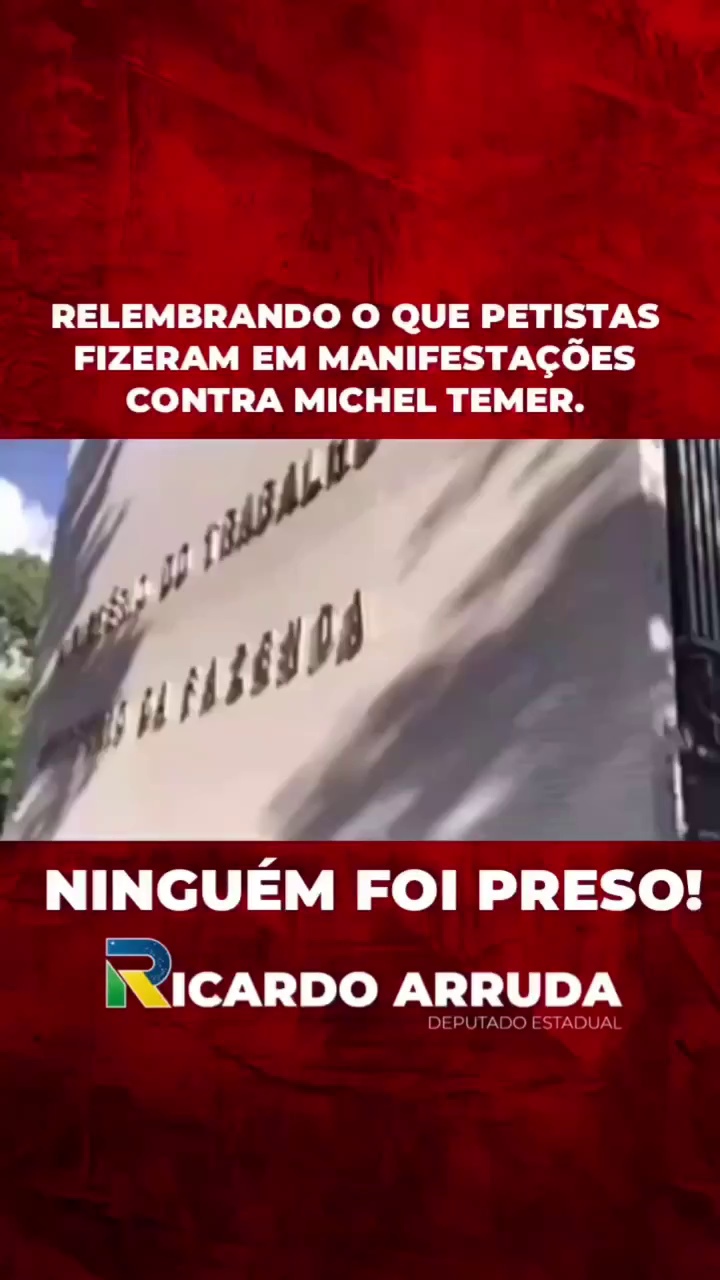 RELEMBRANDO O QUE PETISTAS
FIZERAM EM MANIFESTAÇÕES
CONTRA MICHEL TEMER.
DO TRABALHO
DA FAZENDA
NINGUÉM FOI PRESO!
RICARDO ARRUDA
DEPUTADO ESTADUAL